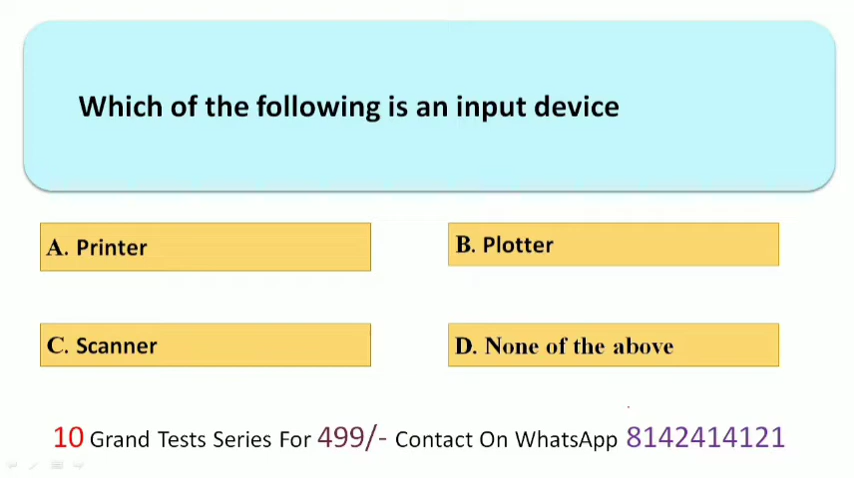 Which of the following is an input device
A. Printer
B. Plotter
C. Scanner
D. None of the above
10 Grand Tests Series For 499/- Contact On WhatsApp 8142414121